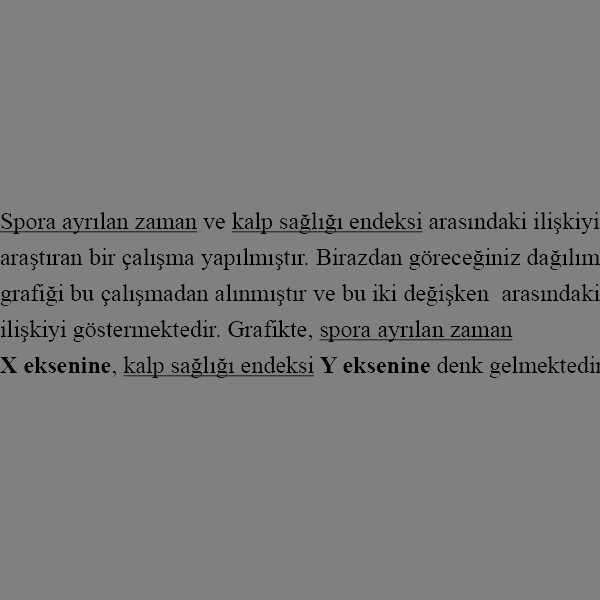 Spora ayrılan zaman ve kalp sağlığı endeksi arasındaki ilişkiyi
araştıran bir çalışma yapılmıştır. Birazdan göreceğiniz dağılım
grafiği bu çalışmadan alınmıştır ve bu iki değişken  arasındaki
ilişkiyi göstermektedir. Grafikte, spora ayrılan zaman
X eksenine, kalp sağlığı endeksi Y eksenine denk gelmektedir